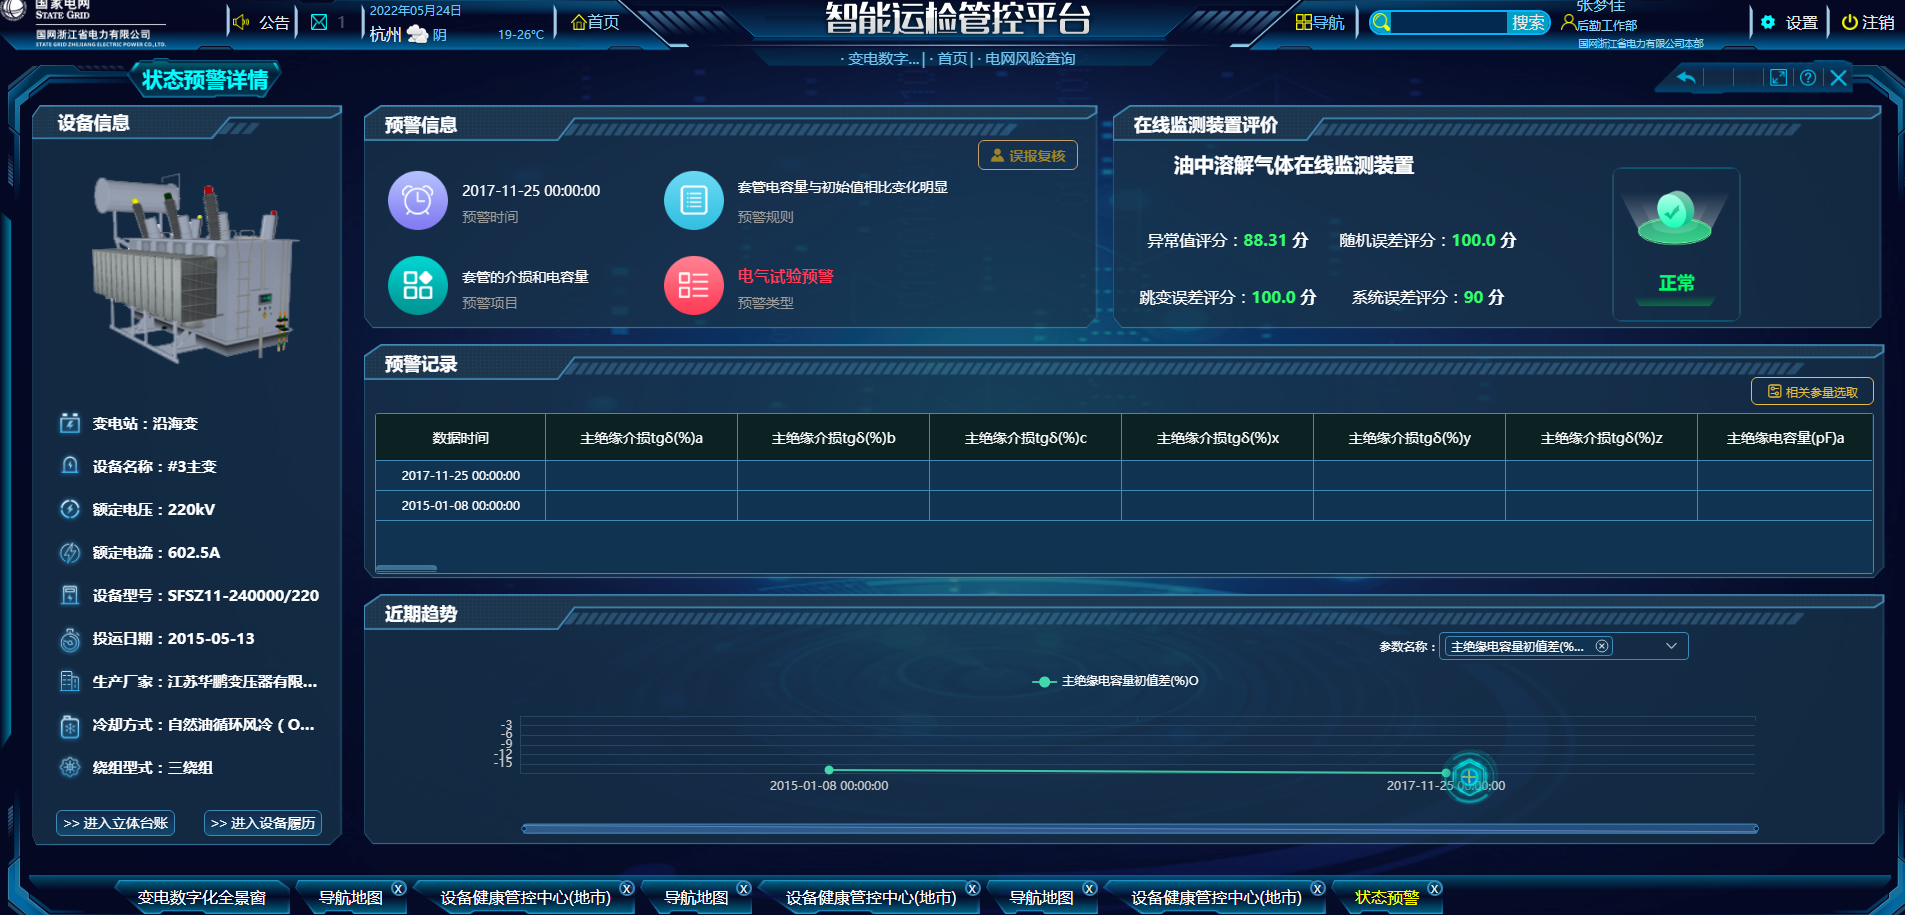 国家电网
STATE GRID
国网浙江省电力有限公司
STATE GRID ZHEJIANG ELECTRIC POWER CO., LTD.
公告
1
2022年05月24日
杭州 阴 19-26℃
首页
智能运检管控平台
导航
搜索
张梦佳
后勤工作部
国网浙江省电力有限公司本部
设置
注销
· 变电数字... | · 首页 | · 电网风险查询
状态预警详情
设备信息
变电站：沿海变
设备名称：#3主变
额定电压：220kV
额定电流：602.5A
设备型号：SFSZ11-240000/220
投运日期：2015-05-13
生产厂家：江苏华鹏变压器有限...
冷却方式：自然油循环风冷（O...
绕组型式：三绕组
>> 进入立体台账
>> 进入设备履历
预警信息
误报复核
2017-11-25 00:00:00
预警时间
套管电容量与初始值相比变化明显
预警规则
套管的介损和电容量
预警项目
电气试验预警
预警类型
在线监测装置评价
油中溶解气体在线监测装置
异常值评分：88.31 分
随机误差评分：100.0 分
跳变误差评分：100.0 分
系统误差评分：90 分
正常
预警记录
相关参量选取
数据时间 主绝缘介损tgδ(%)a 主绝缘介损tgδ(%)b 主绝缘介损tgδ(%)c 主绝缘介损tgδ(%)x 主绝缘介损tgδ(%)y 主绝缘介损tgδ(%)z 主绝缘电容量(pF)a
2017-11-25 00:00:00
2015-01-08 00:00:00
近期趋势
参数名称： 主绝缘电容量初值差(%...
主绝缘电容量初值差(%)O
-3
-6
-9
-12
-15
2015-01-08 00:00:00
2017-11-25 00:00:00
变电数字化全景窗
导航地图 X
设备健康管控中心(地市) X
导航地图 X
设备健康管控中心(地市) X
导航地图 X
设备健康管控中心(地市) X
状态预警 X